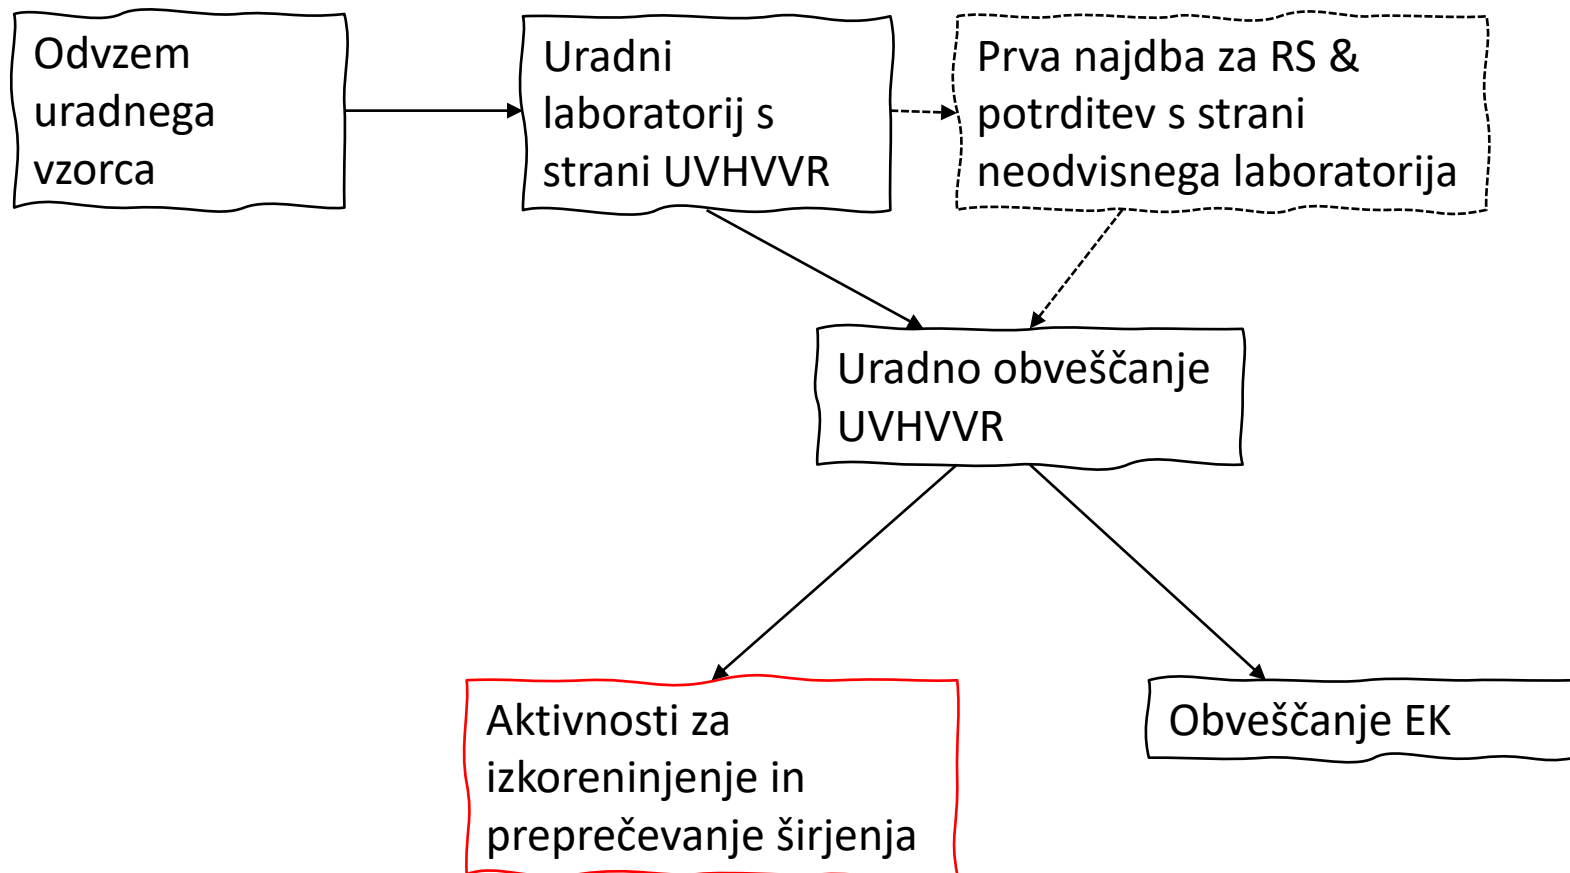 Odvzem
uradnega
vzorca
Uradni
laboratorij s
strani UVHVVR
Prva najdba za RS &
potrditev s strani
neodvisnega laboratorija
Uradno obveščanje
UVHVVR
Aktivnosti za
izkoreninjenje in
preprečevanje širjenja
Obveščanje EK